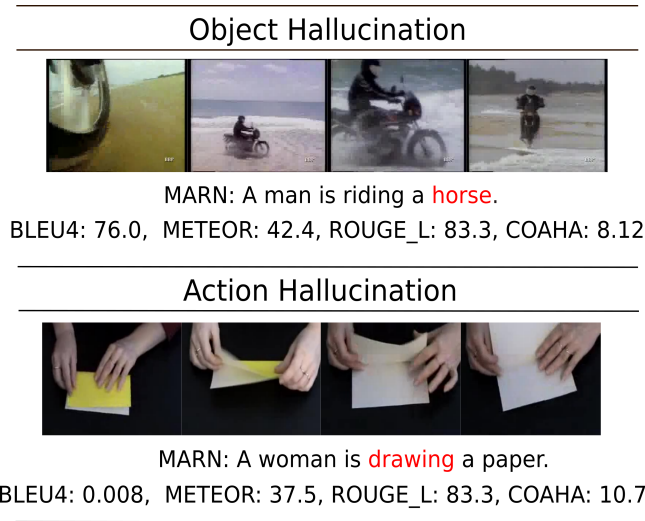 Object Hallucination
MARN: A man is riding a horse.
BLEU4: 76.0, METEOR: 42.4, ROUGE_L: 83.3, COAHA: 8.12
Action Hallucination
MARN: A woman is drawing a paper.
BLEU4: 0.008, METEOR: 37.5, ROUGE_L: 83.3, COAHA: 10.7